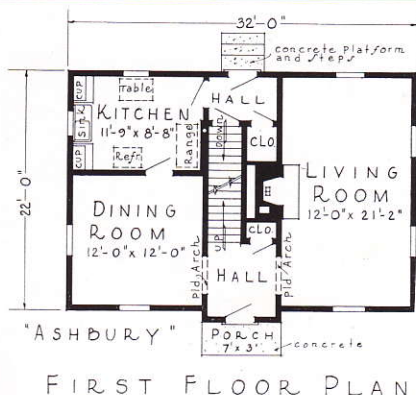 32'-0"
concrete platform
and steps
CUP
Table
KITCHEN
11'-9" x 8'-8"
SINK
CUP
Refr.
Range
HALL
Down
CLO.
LIVING
ROOM
12'-0" x 21'-2"
22'-0"
DINING
ROOM
12'-0" x 12'-0"
Pld. Arch
UP
CLO.
HALL
Pld. Arch
"ASHBURY"
PORCH
7' x 3'
concrete
FIRST FLOOR PLAN